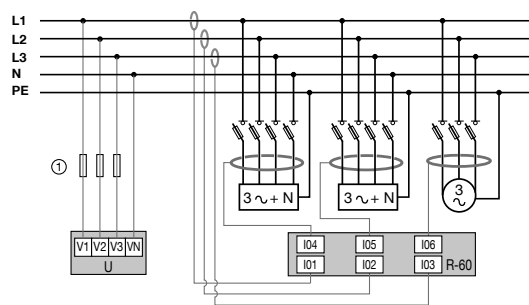 L1
L2
L3
N
PE
1
3 ∿ + N
3 ∿ + N
3
∿
V1 V2 V3 VN
U
I04 I05 I06
I01 I02 I03
R-60